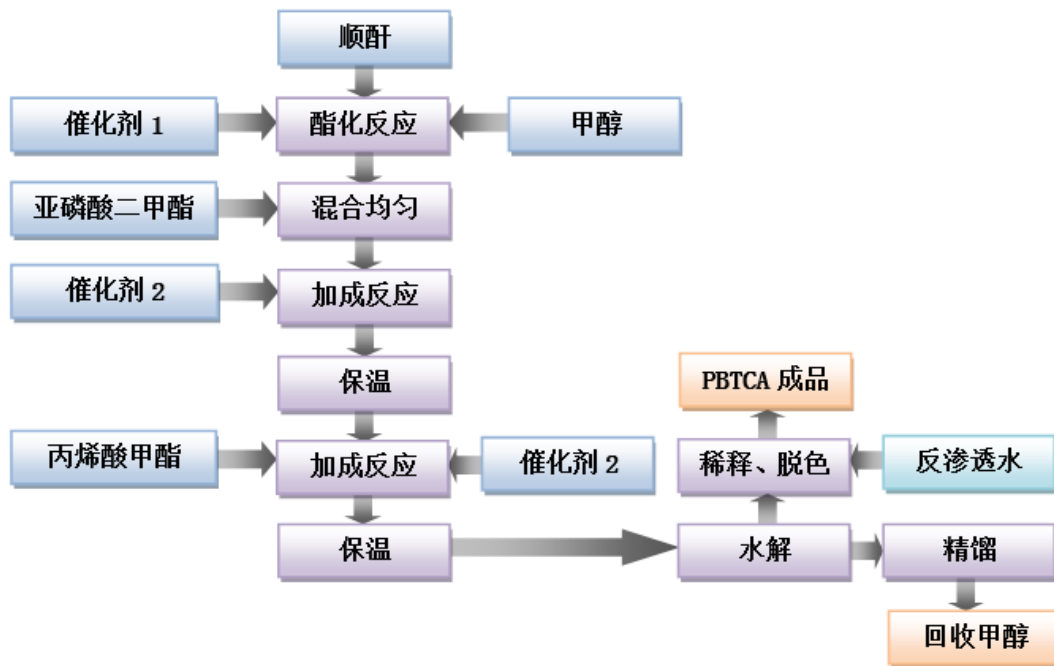 顺酐
催化剂 1
酯化反应
甲醇
亚磷酸二甲酯
混合均匀
催化剂 2
加成反应
保温
PBTCA 成品
丙烯酸甲酯
加成反应
催化剂 2
稀释、脱色
反渗透水
保温
水解
精馏
回收甲醇